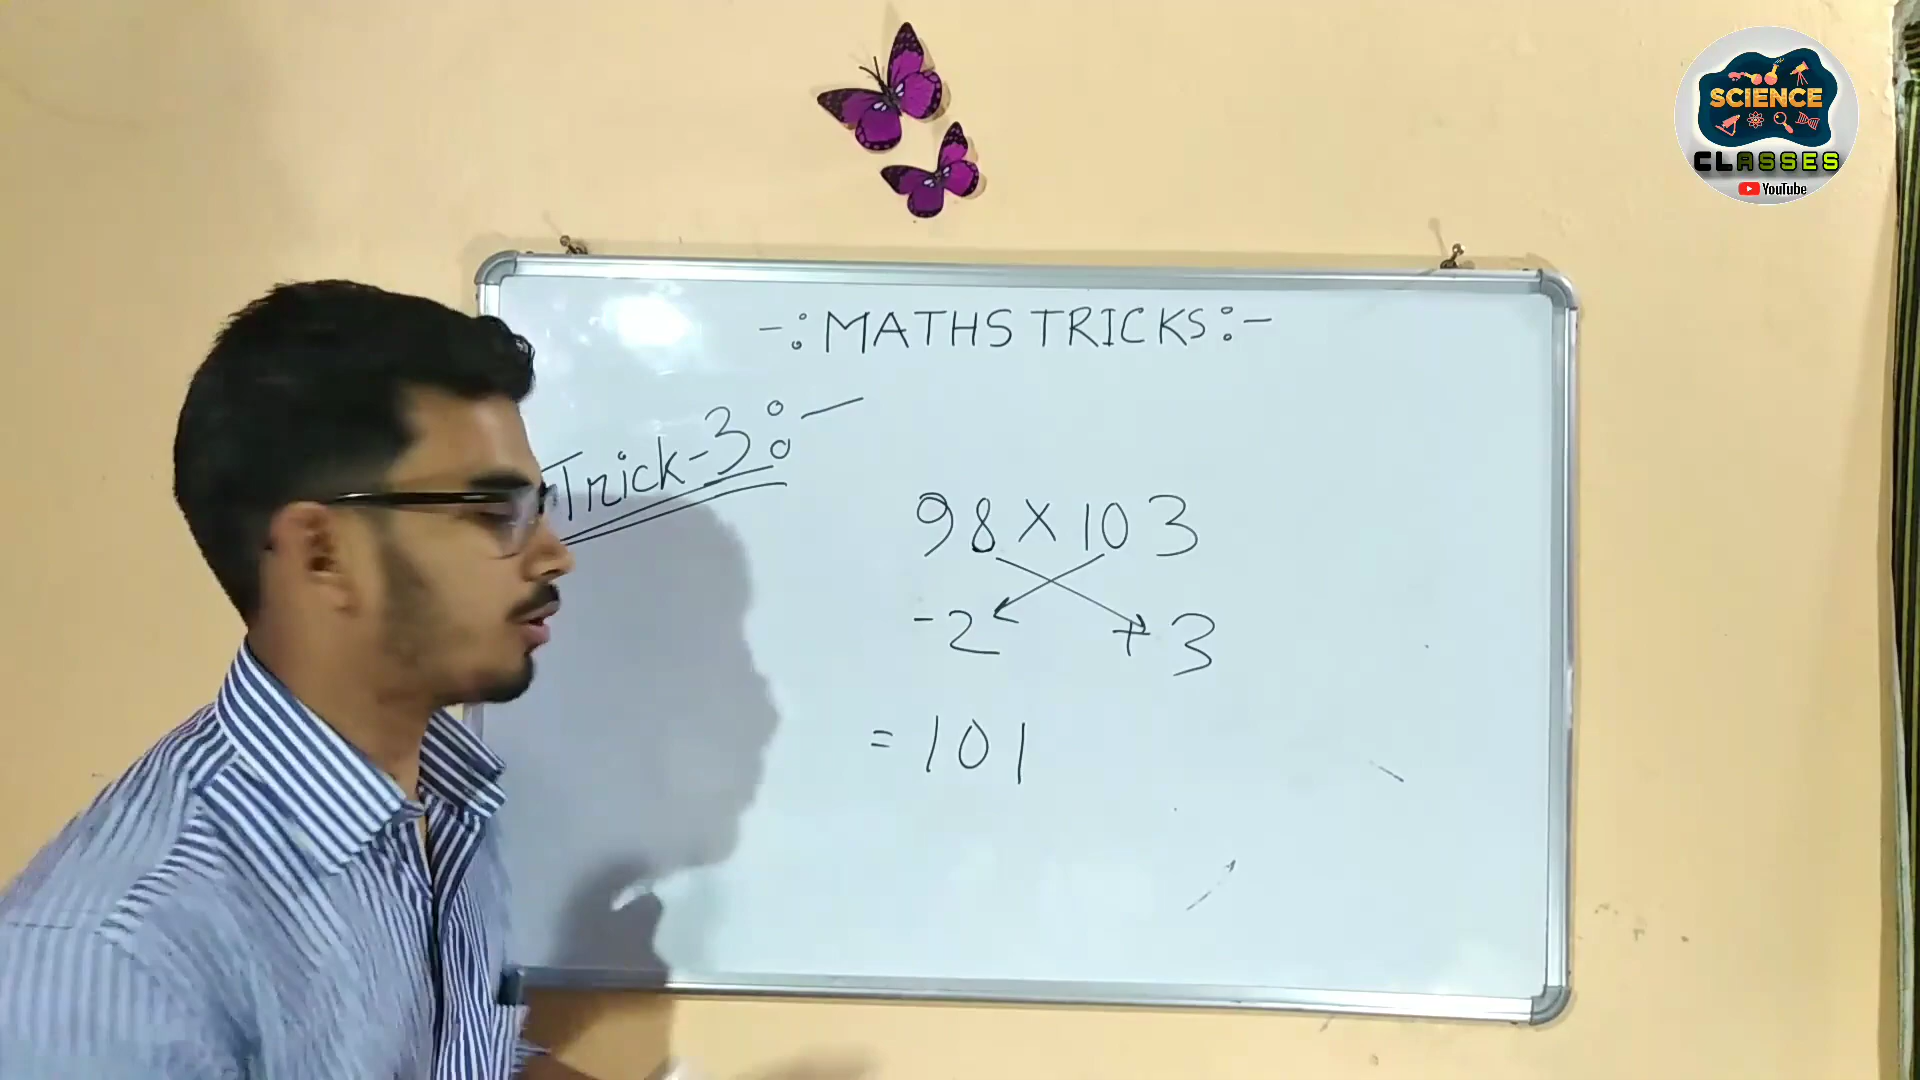 SCIENCE
CLASSES
YouTube
-: MATHS TRICKS :-
Trick-3 :-
98 × 103
-2 +3
= 101